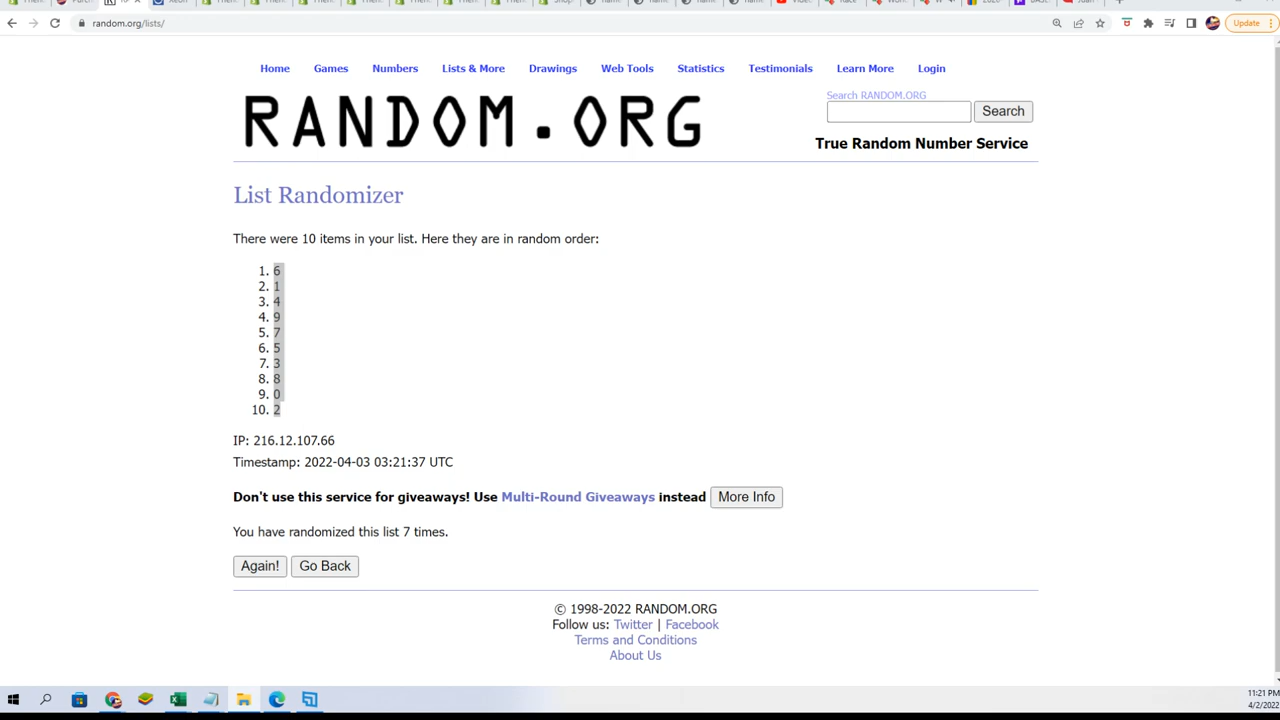 random.org/lists/
Update
Home Games Numbers Lists & More Drawings Web Tools Statistics Testimonials Learn More Login
RANDOM.ORG
Search RANDOM.ORG
Search
True Random Number Service
List Randomizer
There were 10 items in your list. Here they are in random order:
1. 6
2. 1
3. 4
4. 9
5. 7
6. 5
7. 3
8. 8
9. 0
10. 2
IP: 216.12.107.66
Timestamp: 2022-04-03 03:21:37 UTC
Don't use this service for giveaways! Use Multi-Round Giveaways instead More Info
You have randomized this list 7 times.
Again! Go Back
© 1998-2022 RANDOM.ORG
Follow us: Twitter | Facebook
Terms and Conditions
About Us
11:21 PM
4/2/2022